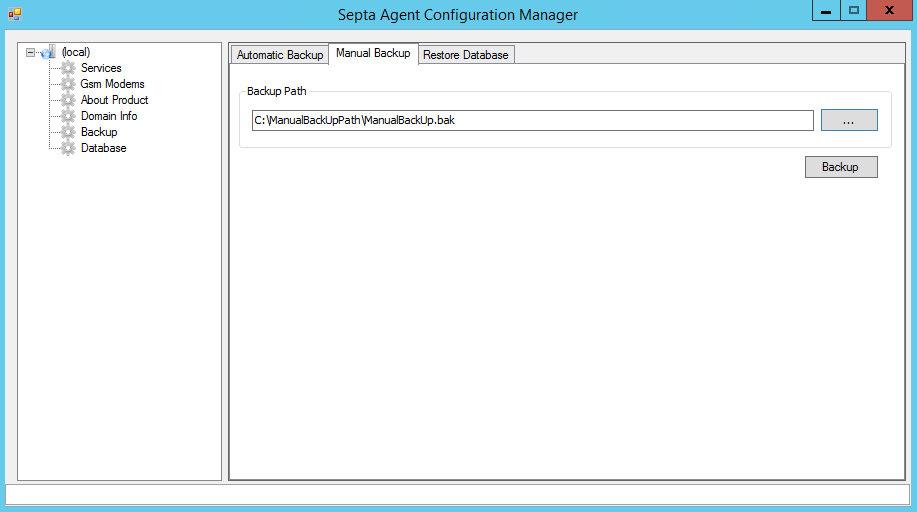 Septa Agent Configuration Manager
(local)
Services
Gsm Modems
About Product
Domain Info
Backup
Database
Automatic Backup
Manual Backup
Restore Database
Backup Path
C:\ManualBackUpPath\ManualBackUp.bak
...
Backup